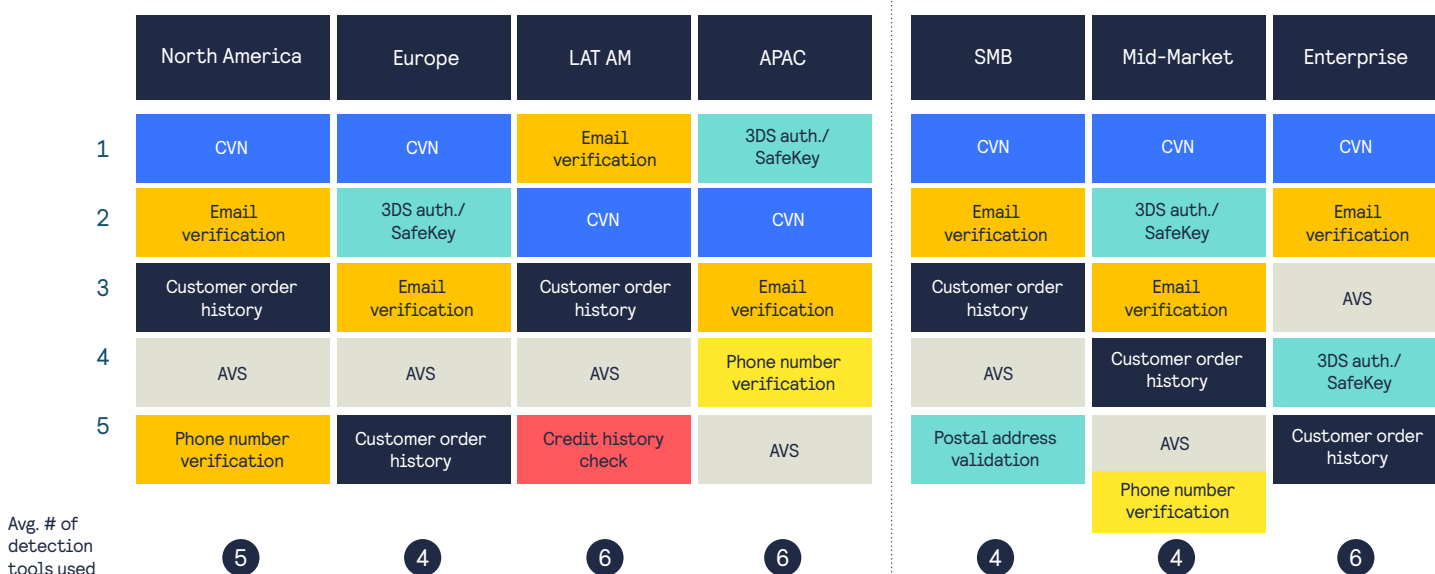 North America Europe LAT AM APAC SMB Mid-Market Enterprise
1 CVN CVN Email verification 3DS auth./ SafeKey CVN CVN CVN
2 Email verification 3DS auth./ SafeKey CVN CVN Email verification 3DS auth./ SafeKey Email verification
3 Customer order history Email verification Customer order history Email verification Customer order history Email verification AVS
4 AVS AVS AVS Phone number verification AVS Customer order history 3DS auth./ SafeKey
5 Phone number verification Customer order history Credit history check AVS Postal address validation AVS Customer order history
Phone number verification
Avg. # of
detection
tools used
5 4 6 6 4 4 6